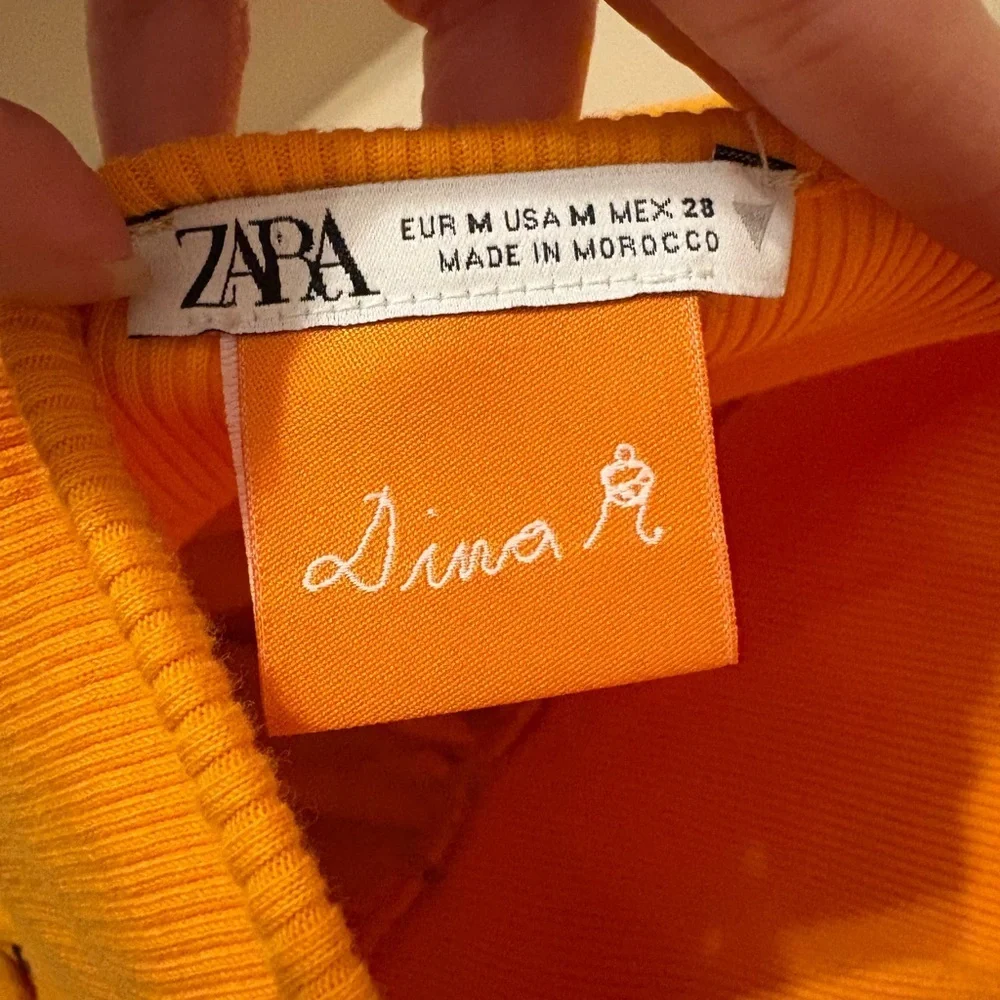 ZARA
EUR M USA M MEX 28
MADE IN MOROCCO
Dina R